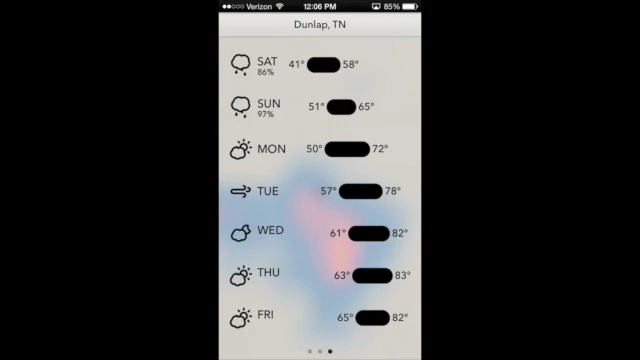 Verizon 12:06 PM 85%
Dunlap, TN
SAT 41° 58°
86%
SUN 51° 65°
97%
MON 50° 72°
TUE 57° 78°
WED 61° 82°
THU 63° 83°
FRI 65° 82°